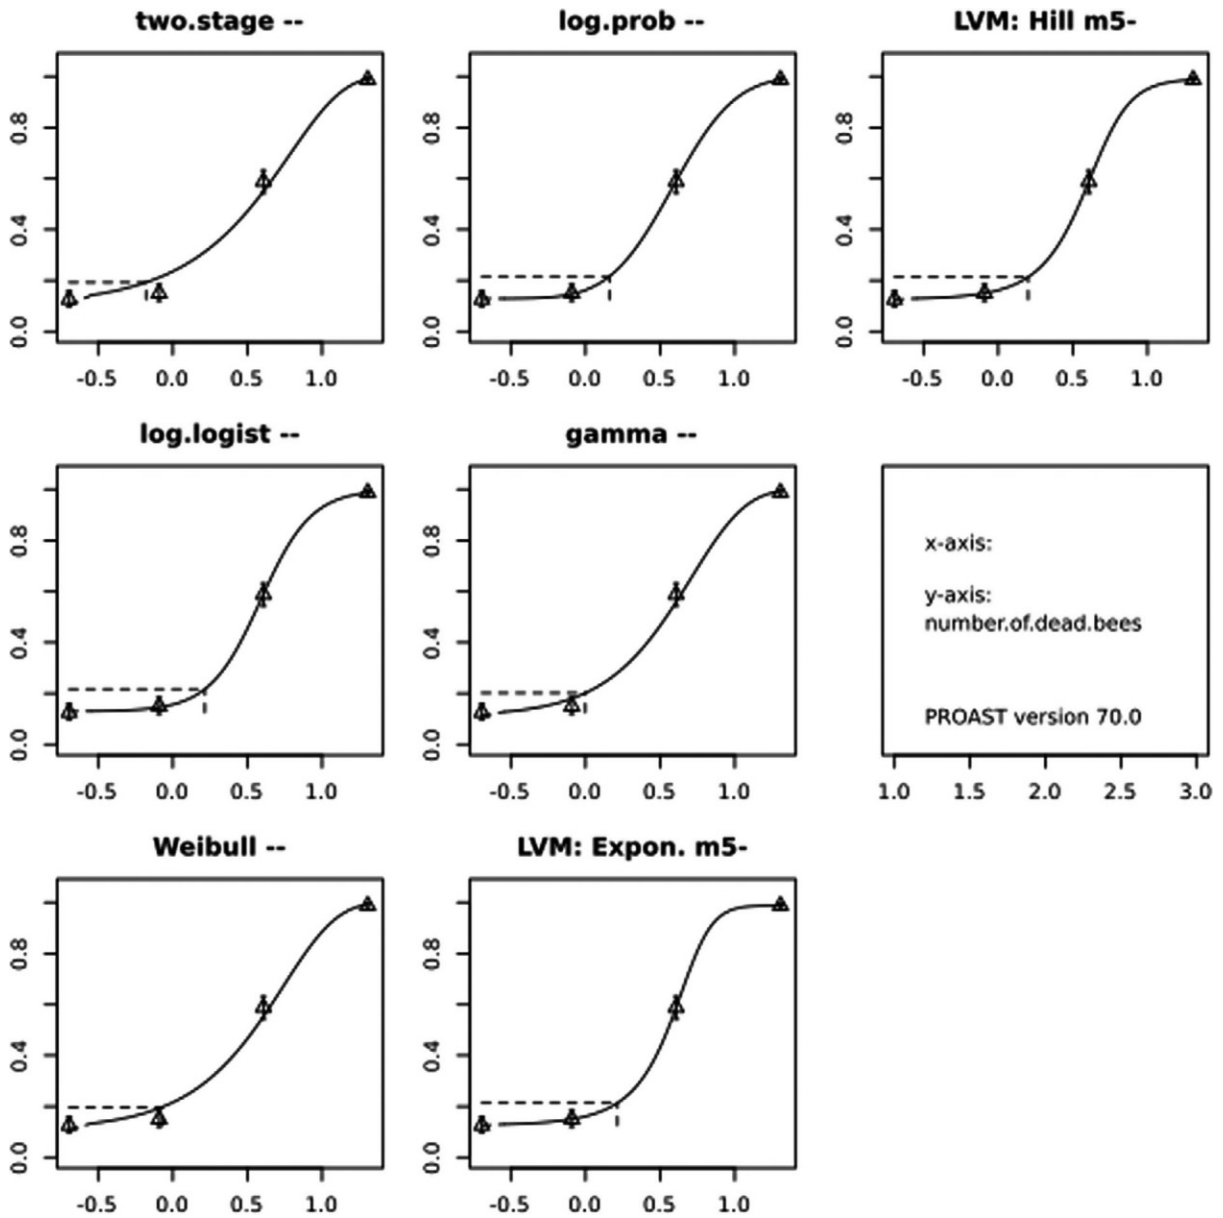 two.stage --
log.prob --
LVM: Hill m5-
0.0 0.4 0.8
-0.5 0.0 0.5 1.0
0.0 0.4 0.8
-0.5 0.0 0.5 1.0
0.0 0.4 0.8
-0.5 0.0 0.5 1.0
log.logist --
gamma --
0.0 0.4 0.8
-0.5 0.0 0.5 1.0
0.0 0.4 0.8
-0.5 0.0 0.5 1.0
x-axis:
y-axis:
number.of.dead.bees
PROAST version 70.0
1.0 1.5 2.0 2.5 3.0
Weibull --
LVM: Expon. m5-
0.0 0.4 0.8
-0.5 0.0 0.5 1.0
0.0 0.4 0.8
-0.5 0.0 0.5 1.0